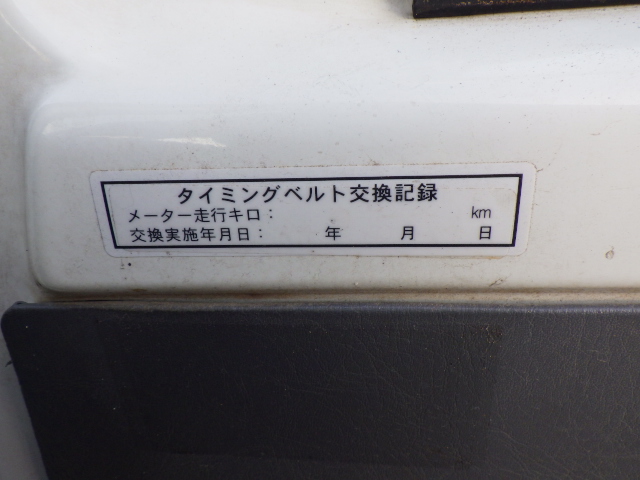 タイミングベルト交換記録
メーター走行キロ： km
交換実施年月日： 年 月 日